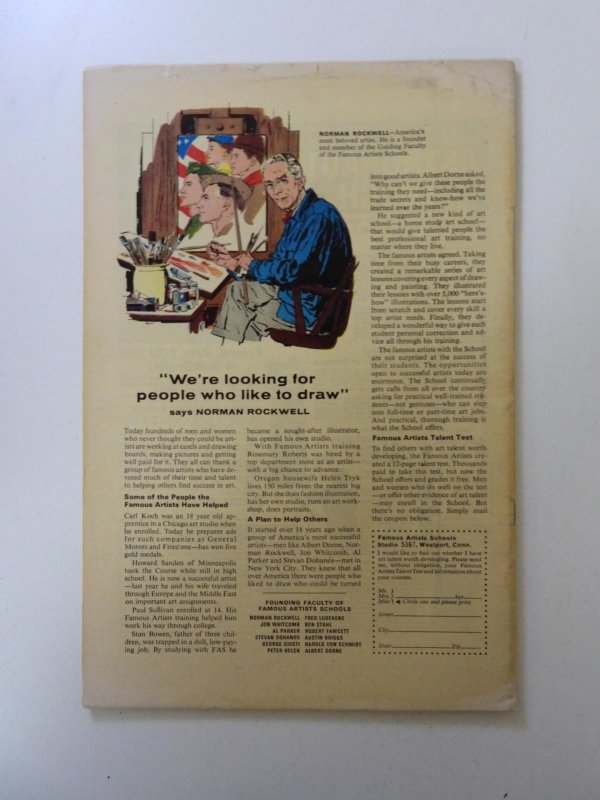 NORMAN ROCKWELL—America's
most beloved artist. He is a founder
and member of the Guiding Faculty
of the Famous Artists Schools.
"We're looking for
people who like to draw"
says NORMAN ROCKWELL
Today hundreds of men and women
who never thought they could be art-
ists are working at easels and drawing
boards, making pictures and getting
well paid for it. They all can thank a
group of famous artists who have de-
voted much of their time and talent
to helping others find success in art.
Some of the People the
Famous Artists Have Helped
Carl Koch was an 18 year old ap-
prentice in a Chicago art studio when
he enrolled. Today he prepares ads
for such companies as General
Motors and Firestone—has won five
gold medals.
Howard Sanden of Minneapolis
took the Course while still in high
school. He is now a successful artist
—last year he and his wife traveled
through Europe and the Middle East
on important art assignments.
Paul Sullivan enrolled at 14. His
Famous Artists training helped him
work his way through college.
Stan Bowen, father of three chil-
dren, was trapped in a dull, low-pay-
ing job. By studying with FAS he
became a sought-after illustrator,
has opened his own studio.
With Famous Artists training
Rosemary Roberts was hired by a
top department store as an artist—
with a big chance to advance.
Oregon housewife Helen Tryk
lives 150 miles from the nearest big
city. But she does fashion illustration,
has her own studio, runs an art work-
shop, does portraits.
A Plan to Help Others
It started over 18 years ago when a
group of America's most successful
artists—men like Albert Dorne, Nor-
man Rockwell, Jon Whitcomb, Al
Parker and Stevan Dohanos—met in
New York City. They knew that all
over America there were people who
liked to draw who could be turned
into good artists. Albert Dorne asked,
"Why can't we give these people the
training they need—including all the
trade secrets and know-how we've
learned over the years?"
He suggested a new kind of art
school—a home study art school—
that would give talented people the
best professional art training, no
matter where they live.
The famous artists agreed. Taking
time from their busy careers, they
created a remarkable series of art
lessons covering every aspect of draw-
ing and painting. They illustrated
their lessons with over 5,000 "here's-
how" illustrations. The lessons start
from scratch and cover every skill a
top artist needs. Finally, they de-
veloped a wonderful way to give each
student personal correction and ad-
vice all through his training.
The famous artists with the School
are not surprised at the success of
their students. The opportunities
open to successful artists today are
enormous. The School continually
gets calls from all over the country
asking for practical well-trained stu-
dents—not geniuses—who can step
into full-time or part-time art jobs.
And practical, thorough training is
what the School offers.
Famous Artists Talent Test
To find others with art talent worth
developing, the Famous Artists cre-
ated a 12-page talent test. Thousands
paid to take this test, but now the
School offers and grades it free. Men
and women who do well on the test
—or offer other evidence of art talent
—may enroll in the School. But
there's no obligation. Simply mail
the coupon below.
FOUNDING FACULTY OF
FAMOUS ARTISTS SCHOOLS
NORMAN ROCKWELL FRED LUDEKENS
JON WHITCOMB BEN STAHL
AL PARKER ROBERT FAWCETT
STEVAN DOHANOS AUSTIN BRIGGS
GEORGE GIUSTI HAROLD VON SCHMIDT
PETER HELCK ALBERT DORNE
Famous Artists Schools
Studio 5367, Westport, Conn.
I would like to find out whether I have
art talent worth developing. Please send
me, without obligation, your Famous
Artists Talent Test and information about
your courses.
Mr.
Mrs. Age
Miss Circle one and please print
Street
City
State Zip